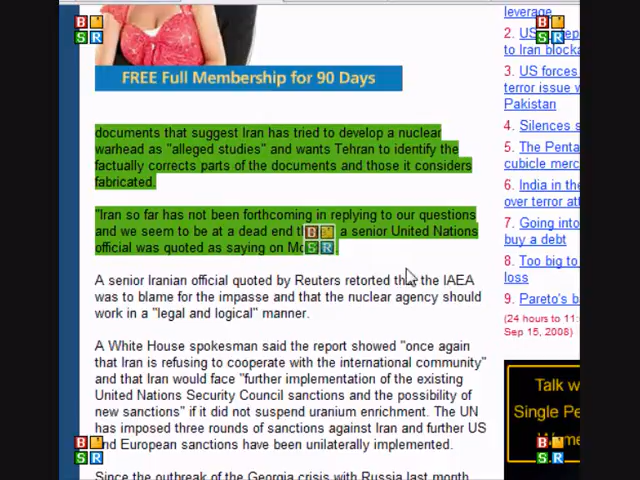 FREE Full Membership for 90 Days
documents that suggest Iran has tried to develop a nuclear
warhead as "alleged studies" and wants Tehran to identify the
factually corrects parts of the documents and those it considers
fabricated.
"Iran so far has not been forthcoming in replying to our questions
and we seem to be at a dead end a senior United Nations
official was quoted as saying on
A senior Iranian official quoted by Reuters retorted the IAEA
was to blame for the impasse and that the nuclear agency should
work in a "legal and logical" manner.
A White House spokesman said the report showed "once again
that Iran is refusing to cooperate with the international community"
and that Iran would face "further implementation of the existing
United Nations Security Council sanctions and the possibility of
new sanctions" if it did not suspend uranium enrichment. The UN
has imposed three rounds of sanctions against Iran and further US
and European sanctions have been unilaterally implemented.
Since the outbreak of the Georgia crisis with Russia last month
leverage
2. US
to Iran
3. US forces
terror issue
Pakistan
4. Silences
5. The
cubicle
6. India in
over terror
7. Going into
buy a debt
8. Too big to
loss
9. Pareto's
(24 hours to 11:
Sep 15, 2008)
Talk
Single
B
S R
B
S R
B
S R
B
S R
B
S R